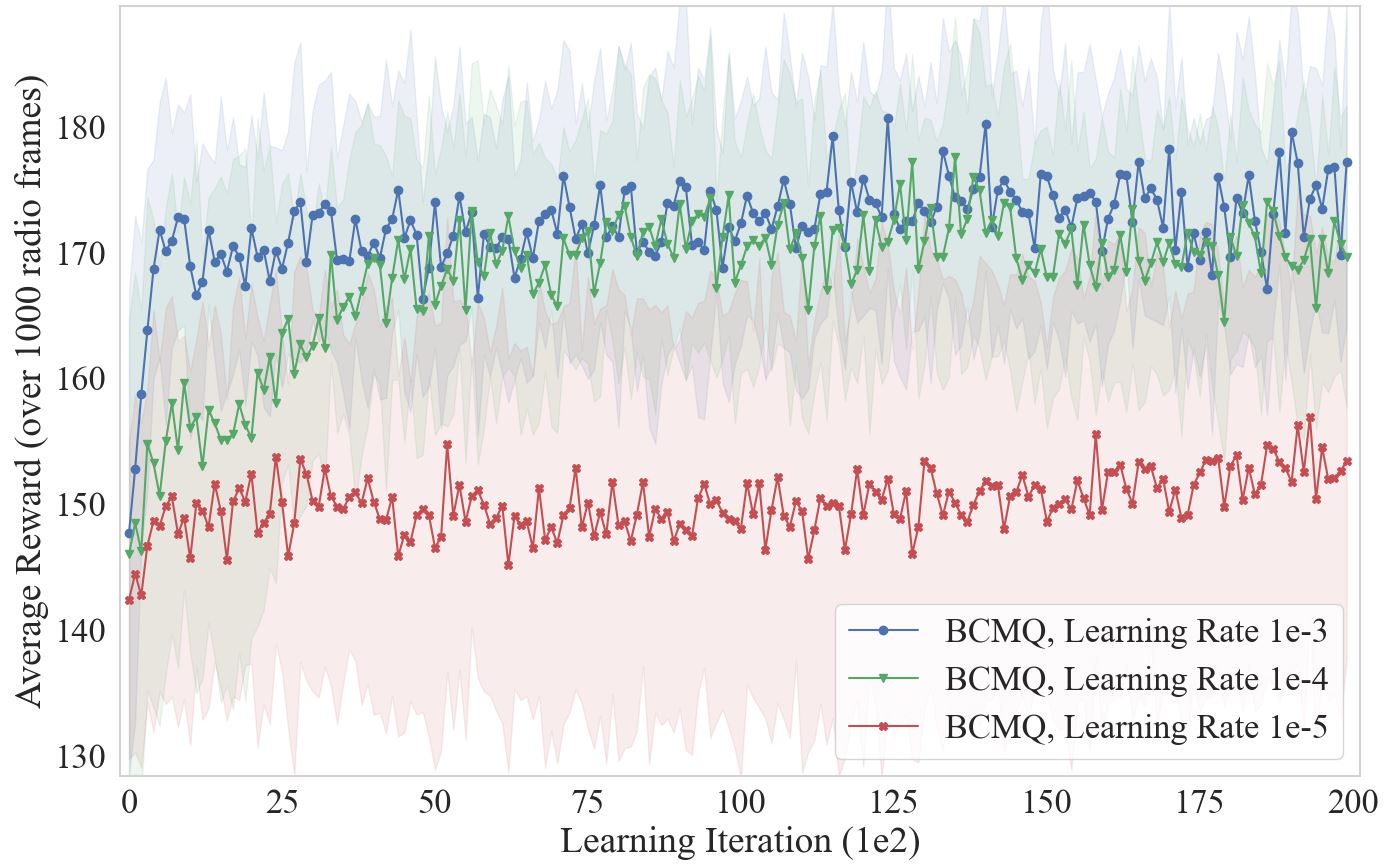 Average Reward (over 1000 radio frames)
180
170
160
150
140
130
BCMQ, Learning Rate 1e-3
BCMQ, Learning Rate 1e-4
BCMQ, Learning Rate 1e-5
0 25 50 75 100 125 150 175 200
Learning Iteration (1e2)